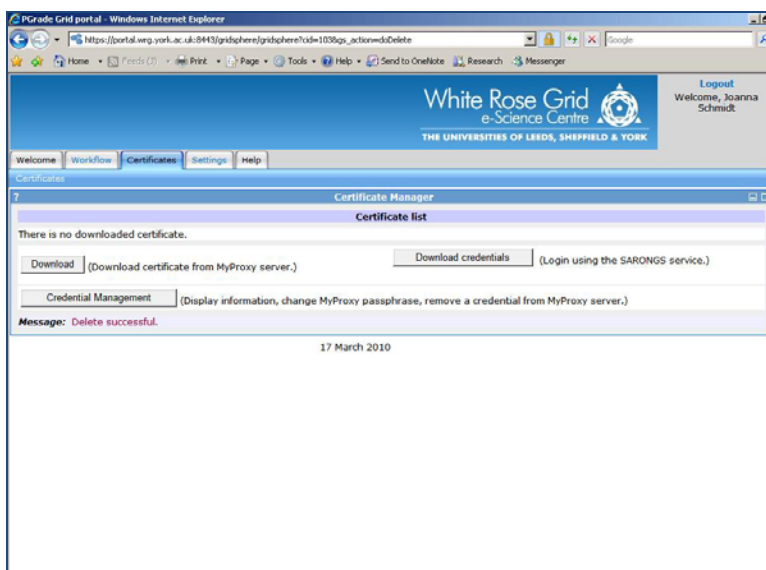 PGrade Grid portal - Windows Internet Explorer
https://portal.wrg.york.ac.uk:8443/gridsphere/gridsphere?cid=103&gs_action=doDelete
Google
Home
Feeds (J)
Print
Page
Tools
Help
Send to OneNote
Research
Messenger
White Rose Grid
e-Science Centre
THE UNIVERSITIES OF LEEDS, SHEFFIELD & YORK
Logout
Welcome, Joanna
Schmidt
Welcome
Workflow
Certificates
Settings
Help
Certificates
? Certificate Manager
Certificate list
There is no downloaded certificate.
Download (Download certificate from MyProxy server.) Download credentials (Login using the SARONGS service.)
Credential Management (Display information, change MyProxy passphrase, remove a credential from MyProxy server.)
Message: Delete successful.
17 March 2010